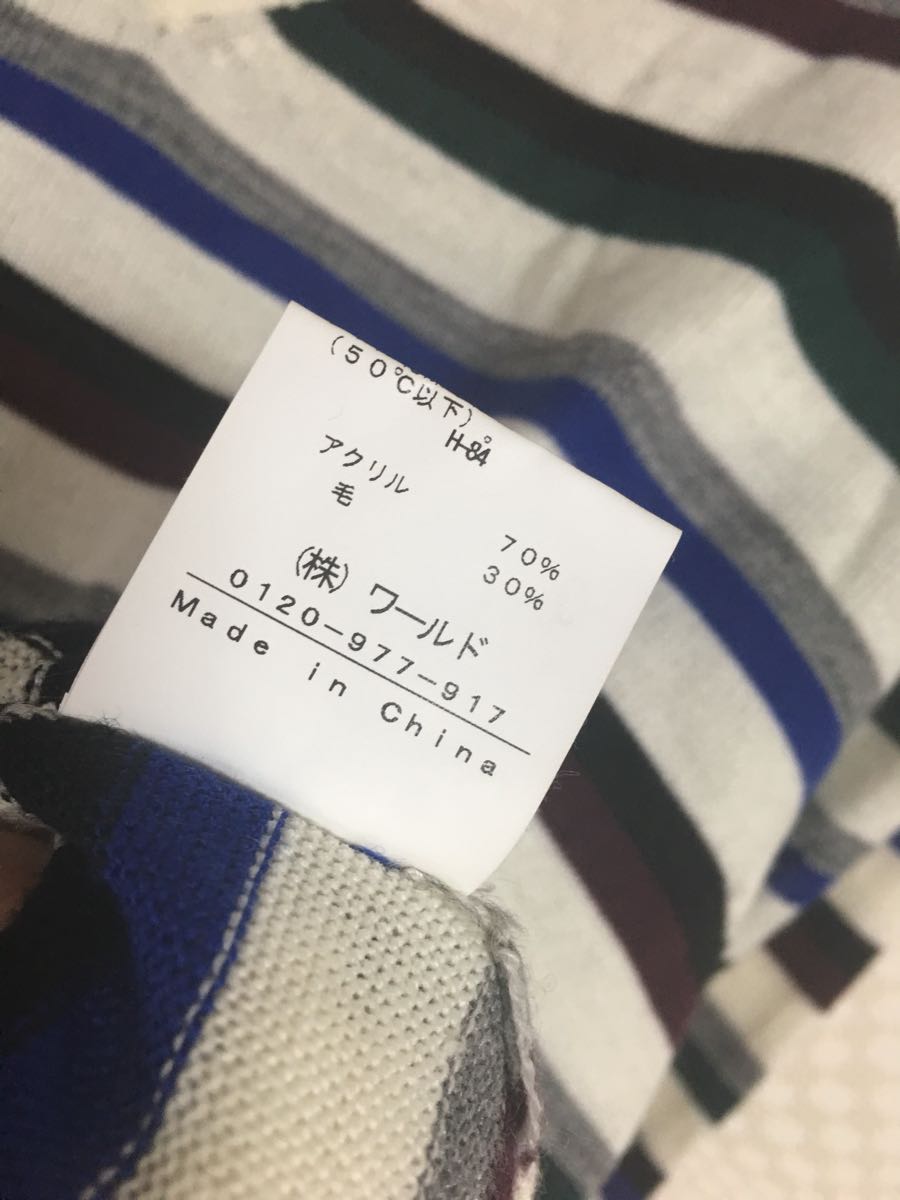 (50℃以下)。
H-84
アクリル 70%
毛 30%
(株) ワールド
0120-977-917
Made in China